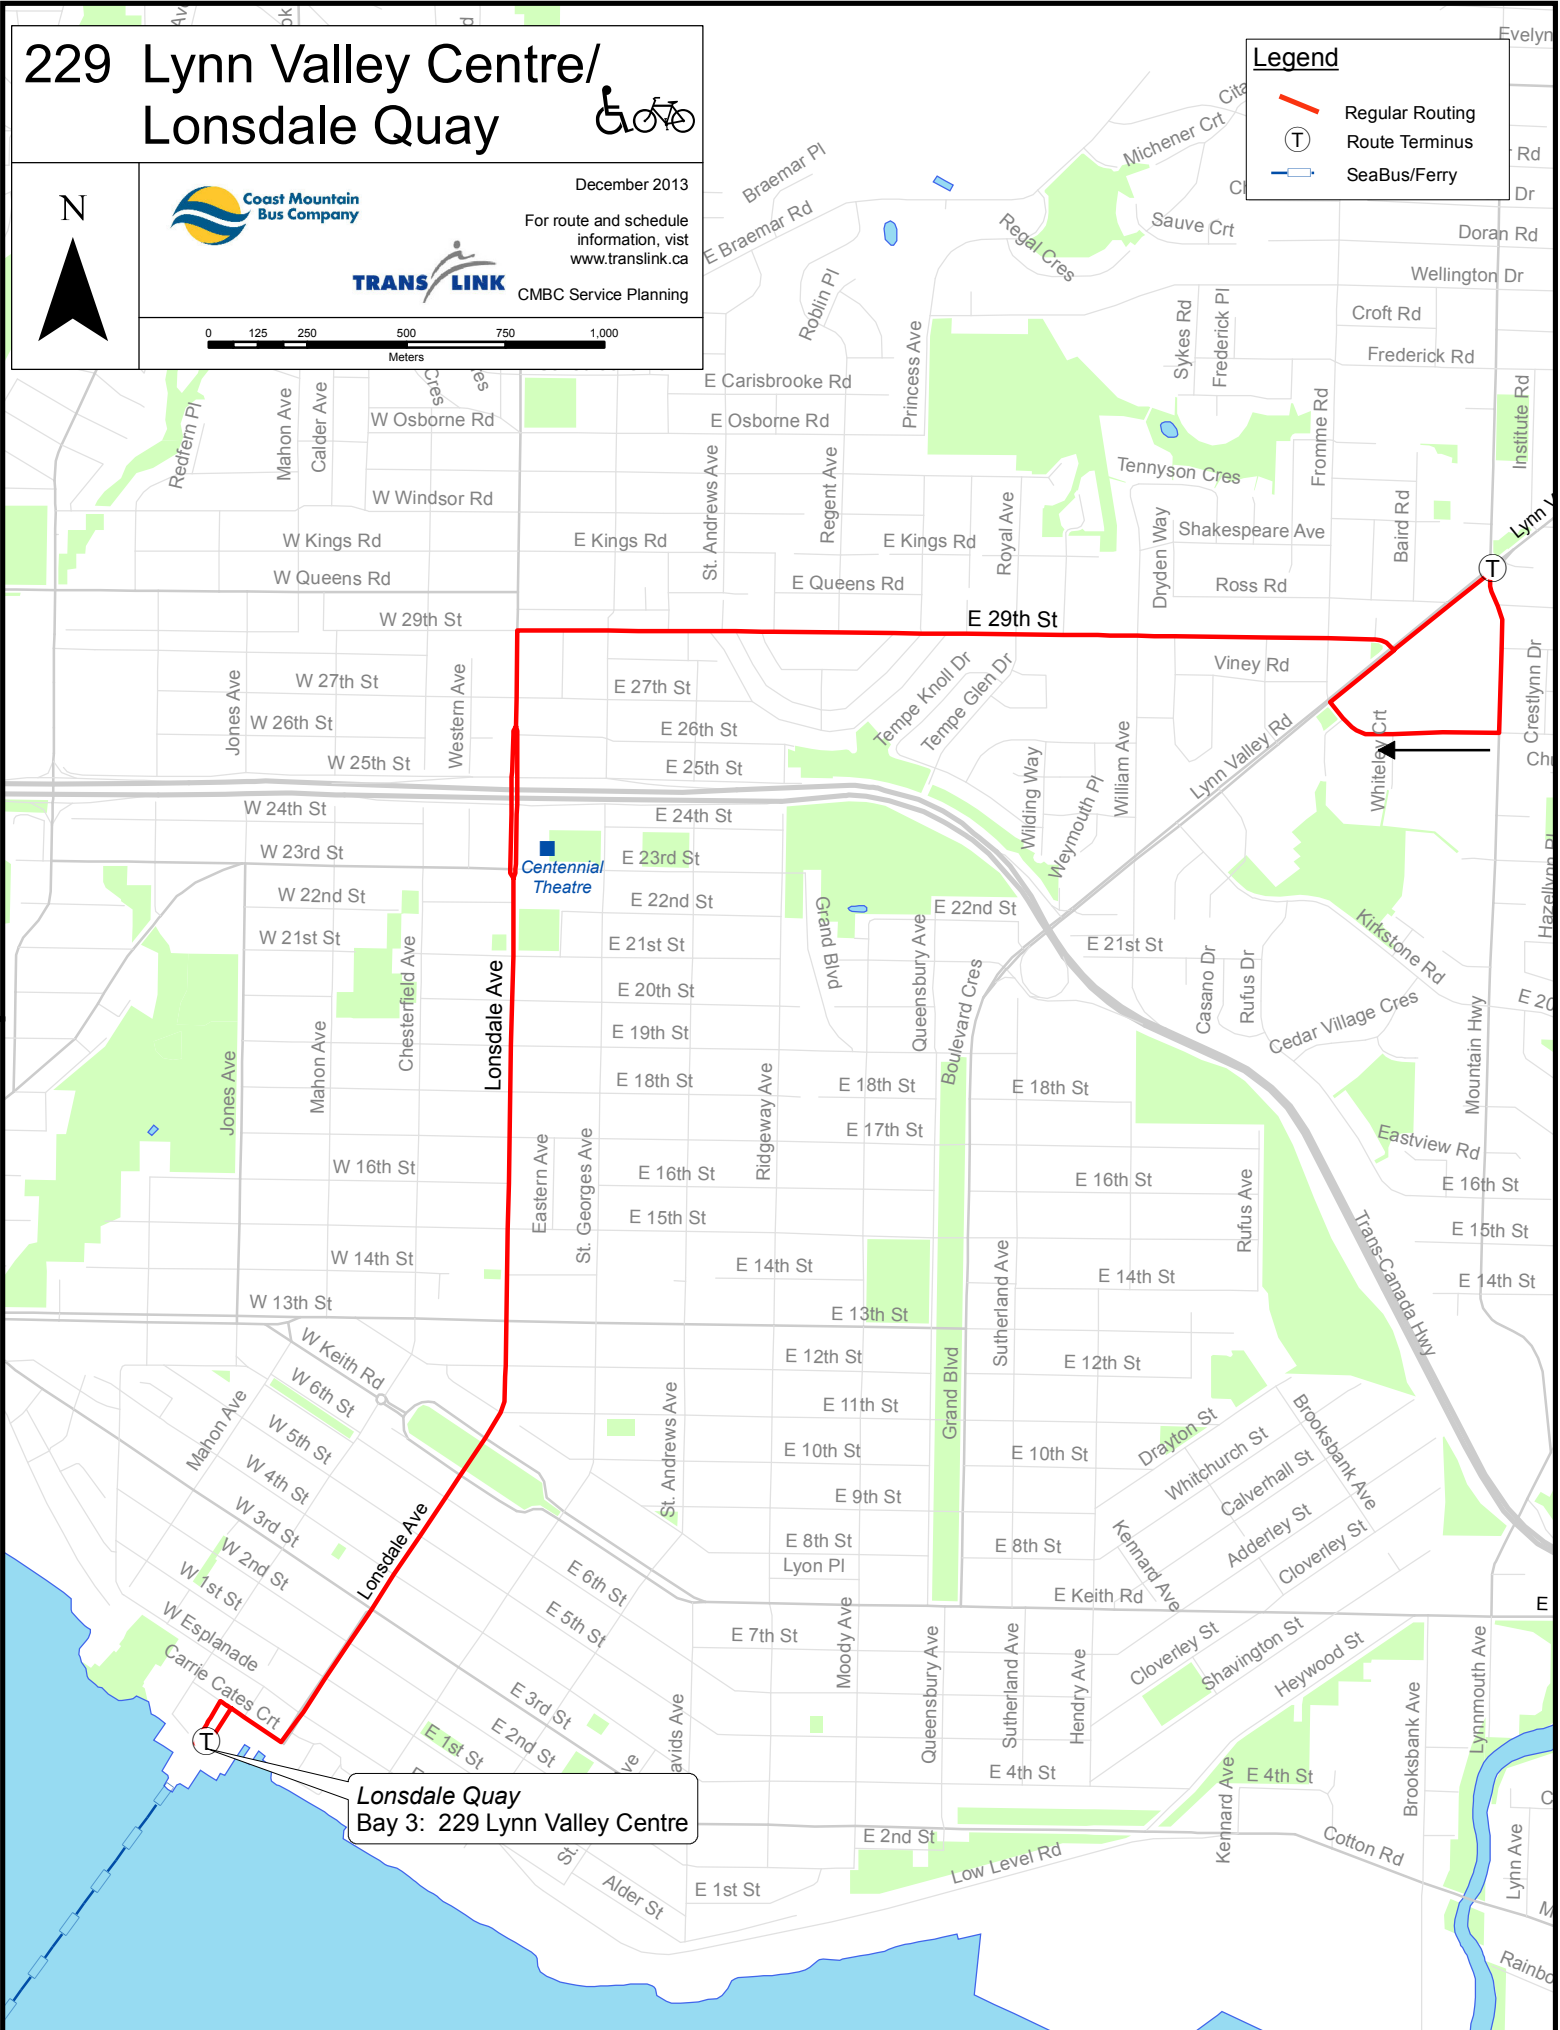 229 Lynn Valley Centre/
Lonsdale Quay
N
Coast Mountain
Bus Company
TRANS LINK
December 2013
For route and schedule
information, vist
www.translink.ca
CMBC Service Planning
0 125 250 500 750 1,000
Meters
Legend
Regular Routing
T Route Terminus
SeaBus/Ferry
Evelyn
Michener Crt
Braemar Pl
E Braemar Rd
Regal Cres
Sauve Crt
Rd
Dr
Doran Rd
Wellington Dr
Roblin Pl
Princess Ave
Sykes Rd
Frederick Pl
Croft Rd
Frederick Rd
Redfern Pl
Mahon Ave
Calder Ave
Cres
W Osborne Rd
E Carisbrooke Rd
E Osborne Rd
Fromme Rd
Institute Rd
W Windsor Rd
St. Andrews Ave
Regent Ave
Royal Ave
Tennyson Cres
Dryden Way
Shakespeare Ave
Baird Rd
Lynn V
W Kings Rd
E Kings Rd
E Kings Rd
W Queens Rd
E Queens Rd
Ross Rd
T
W 29th St
E 29th St
Viney Rd
Crestlynn Dr
Jones Ave
W 27th St
Western Ave
E 27th St
Tempe Knoll Dr
Tempe Glen Dr
W 26th St
E 26th St
Wilding Way
Weymouth Pl
William Ave
Lynn Valley Rd
Whiteley Crt
W 25th St
E 25th St
W 24th St
E 24th St
W 23rd St
Centennial
Theatre
E 23rd St
W 22nd St
E 22nd St
Grand Blvd
E 22nd St
Kirkstone Rd
Hazellynn Pl
W 21st St
Chesterfield Ave
E 21st St
Queensbury Ave
Boulevard Cres
E 21st St
Casano Dr
Rufus Dr
Lonsdale Ave
E 20th St
E 20
Cedar Village Cres
Mountain Hwy
Mahon Ave
Jones Ave
E 19th St
E 18th St
Ridgeway Ave
E 18th St
E 18th St
E 17th St
Eastview Rd
W 16th St
Eastern Ave
St. Georges Ave
E 16th St
E 16th St
Rufus Ave
E 16th St
E 15th St
Trans-Canada Hwy
E 15th St
W 14th St
E 14th St
Sutherland Ave
E 14th St
E 14th St
W 13th St
E 13th St
W Keith Rd
E 12th St
Grand Blvd
E 12th St
W 6th St
Mahon Ave
St. Andrews Ave
E 11th St
Drayton St
Brooksbank Ave
W 5th St
E 10th St
E 10th St
Whitchurch St
W 4th St
E 9th St
Calverhall St
W 3rd St
Lonsdale Ave
E 8th St
E 8th St
Kennard Ave
Adderley St
W 2nd St
Lyon Pl
Cloverley St
W 1st St
E 6th St
E Keith Rd
E
W Esplanade
E 5th St
E 7th St
Moody Ave
Queensbury Ave
Sutherland Ave
Hendry Ave
Cloverley St
Shavington St
Heywood St
Lynnmouth Ave
Carrie Cates Crt
E 3rd St
avids Ave
Brooksbank Ave
T
E 2nd St
E 1st St
E 4th St
Kennard Ave
E 4th St
Lonsdale Quay
Bay 3: 229 Lynn Valley Centre
E 2nd St
Cotton Rd
St.
Low Level Rd
Lynn Ave
Alder St
E 1st St
Rainbo